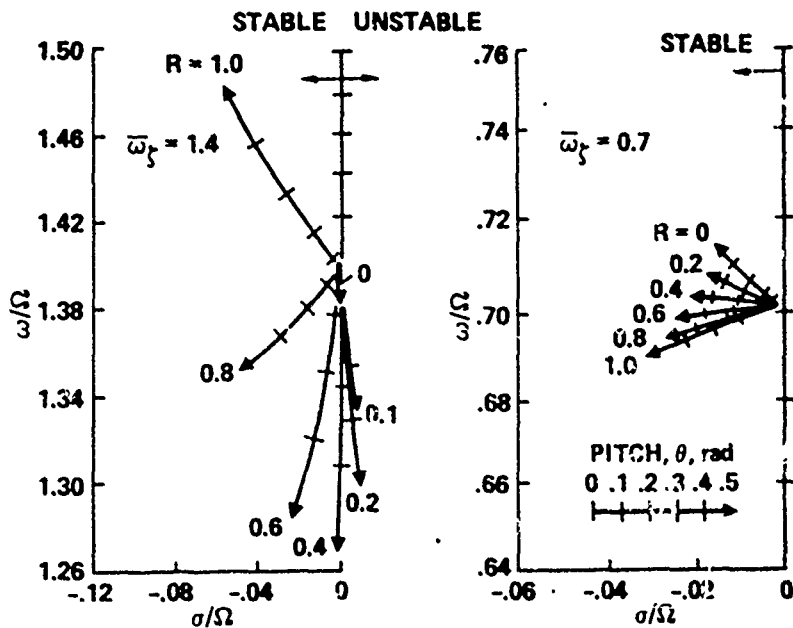 STABLE UNSTABLE
1.50
R = 1.0
1.46
ω̅ζ = 1.4
1.42
0
1.38
0.8
1.34
0.1
0.2
1.30
0.6
0.4
1.26
ω/Ω
-.12 -.08 -.04 0
σ/Ω
STABLE
.76
.74
ω̅ζ = 0.7
.72
R = 0
0.2
0.4
.70
0.6
0.8
1.0
.68
PITCH, θ, rad
0 .1 .2 .3 .4 .5
.66
.64
ω/Ω
-.06 -.04 -.02 0
σ/Ω